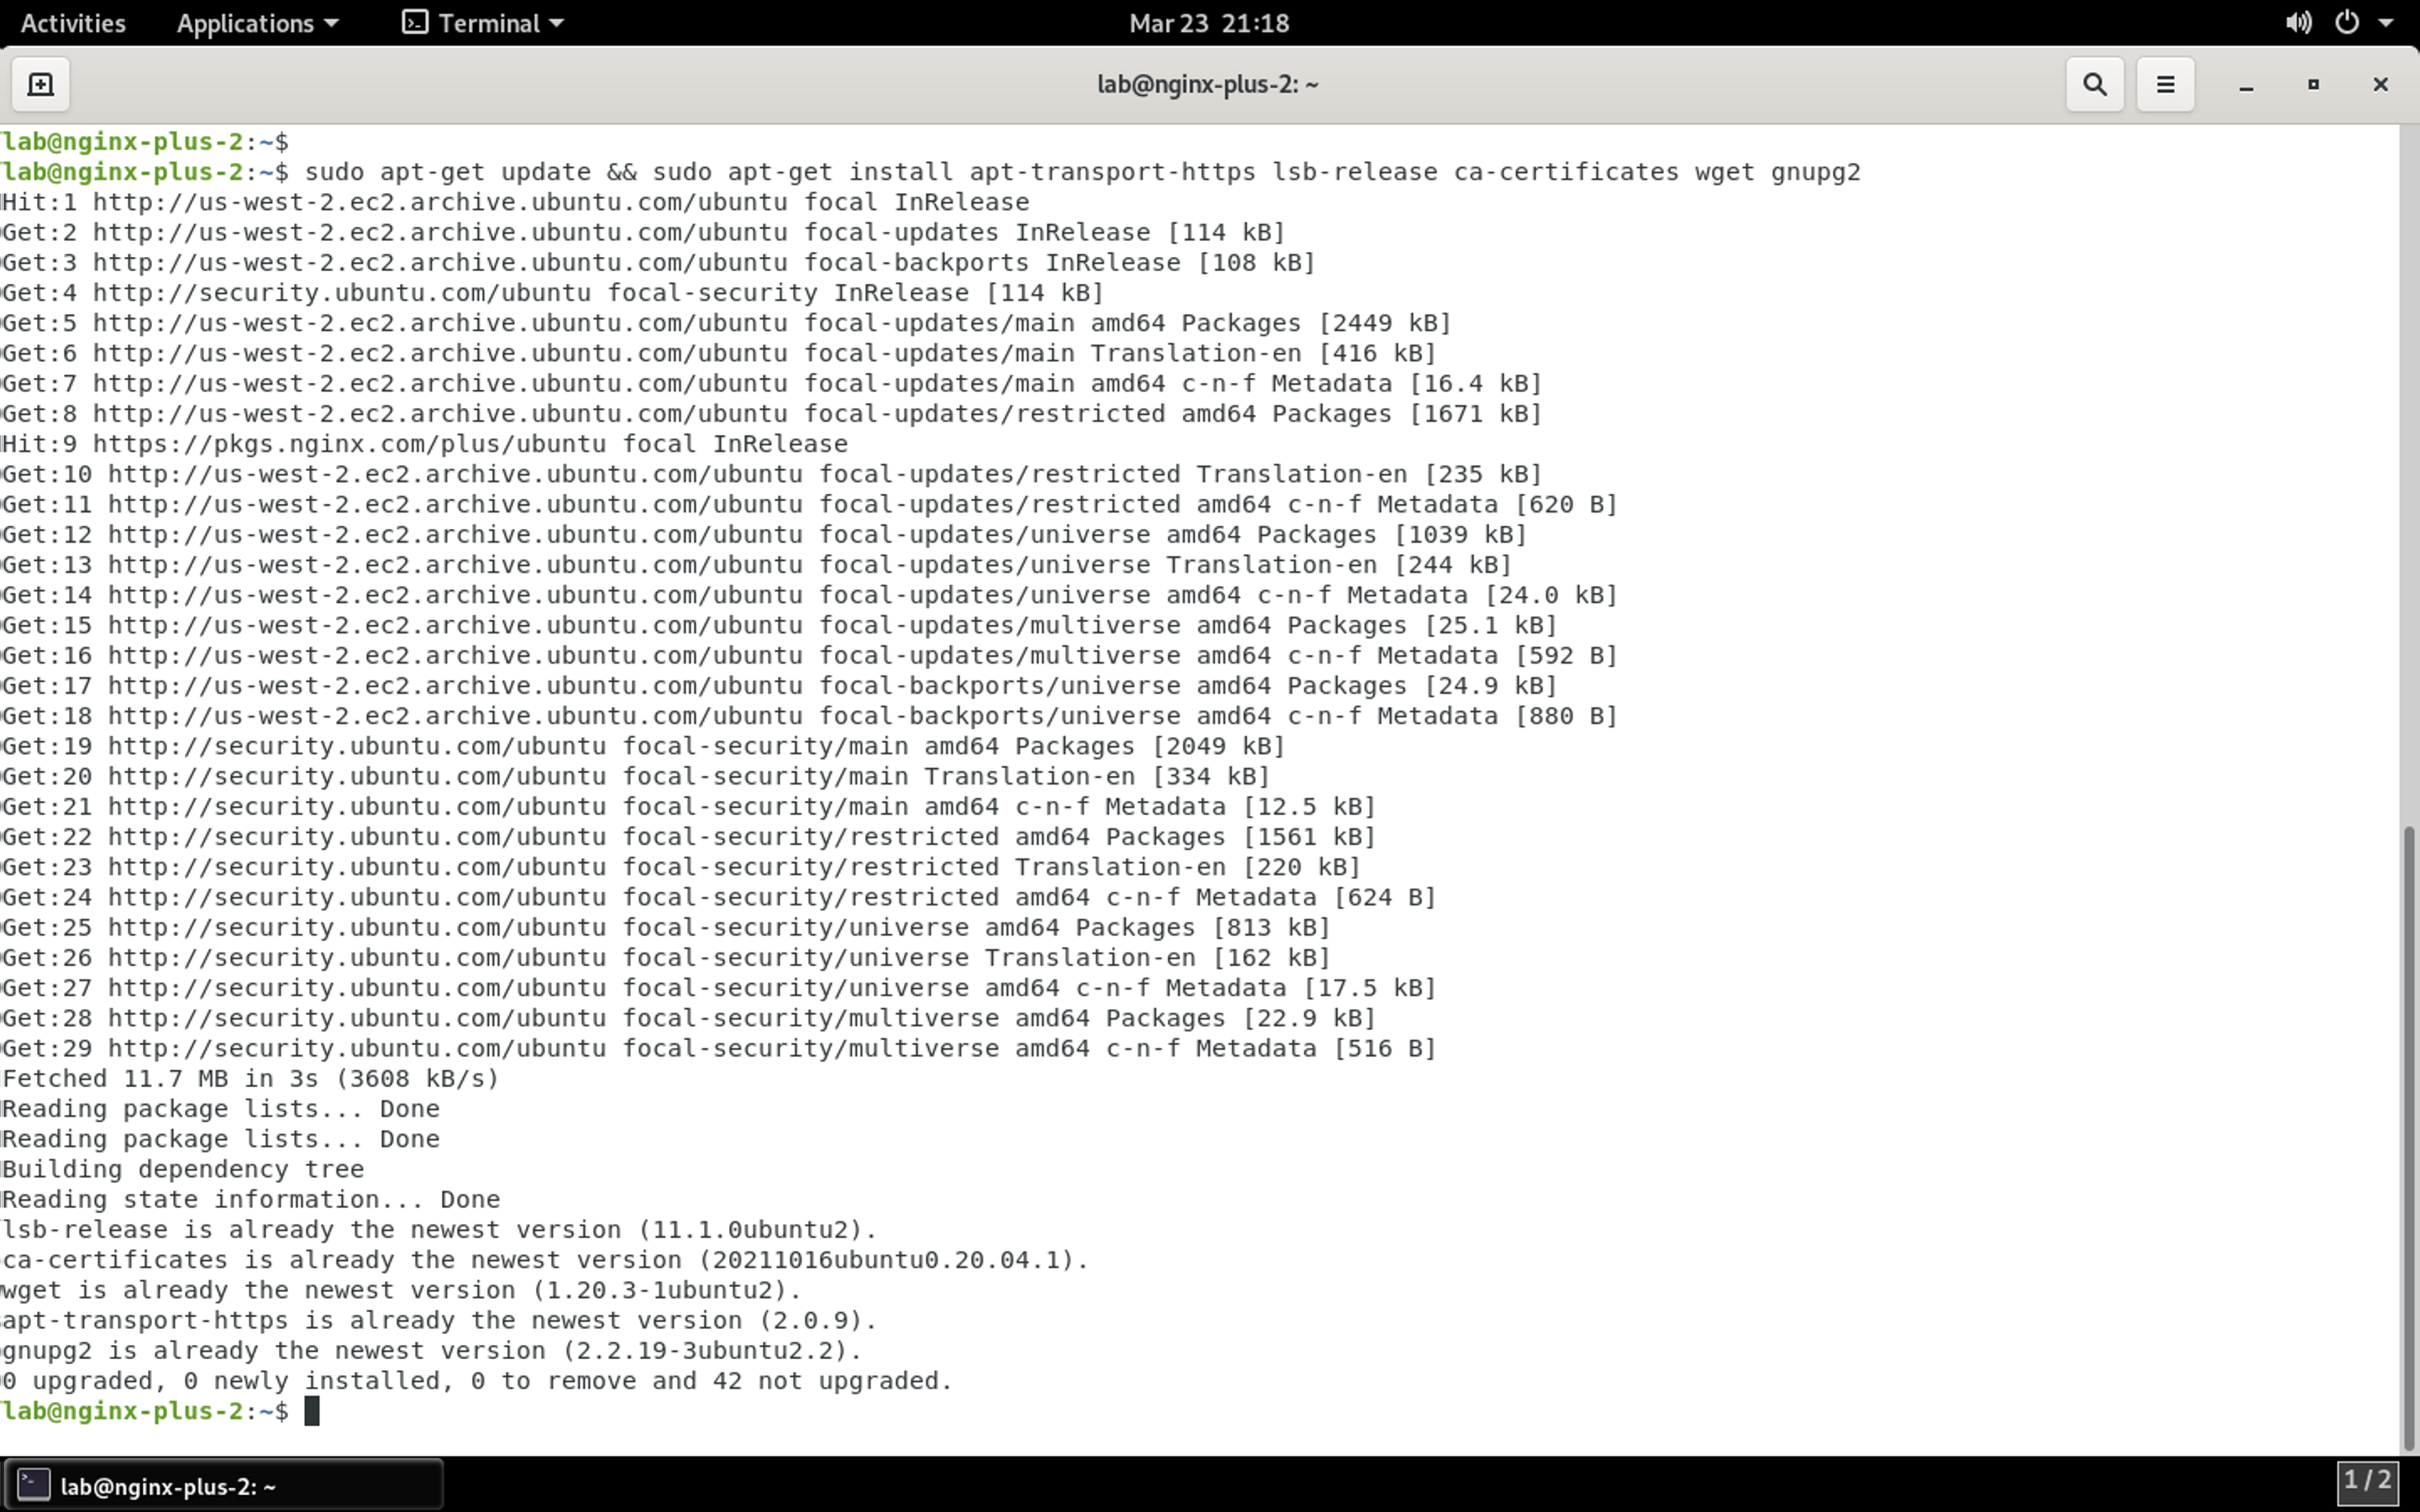 Activities Applications Terminal Mar 23 21:18
lab@nginx-plus-2: ~
lab@nginx-plus-2:~$
lab@nginx-plus-2:~$ sudo apt-get update && sudo apt-get install apt-transport-https lsb-release ca-certificates wget gnupg2
Hit:1 http://us-west-2.ec2.archive.ubuntu.com/ubuntu focal InRelease
Get:2 http://us-west-2.ec2.archive.ubuntu.com/ubuntu focal-updates InRelease [114 kB]
Get:3 http://us-west-2.ec2.archive.ubuntu.com/ubuntu focal-backports InRelease [108 kB]
Get:4 http://security.ubuntu.com/ubuntu focal-security InRelease [114 kB]
Get:5 http://us-west-2.ec2.archive.ubuntu.com/ubuntu focal-updates/main amd64 Packages [2449 kB]
Get:6 http://us-west-2.ec2.archive.ubuntu.com/ubuntu focal-updates/main Translation-en [416 kB]
Get:7 http://us-west-2.ec2.archive.ubuntu.com/ubuntu focal-updates/main amd64 c-n-f Metadata [16.4 kB]
Get:8 http://us-west-2.ec2.archive.ubuntu.com/ubuntu focal-updates/restricted amd64 Packages [1671 kB]
Hit:9 https://pkgs.nginx.com/plus/ubuntu focal InRelease
Get:10 http://us-west-2.ec2.archive.ubuntu.com/ubuntu focal-updates/restricted Translation-en [235 kB]
Get:11 http://us-west-2.ec2.archive.ubuntu.com/ubuntu focal-updates/restricted amd64 c-n-f Metadata [620 B]
Get:12 http://us-west-2.ec2.archive.ubuntu.com/ubuntu focal-updates/universe amd64 Packages [1039 kB]
Get:13 http://us-west-2.ec2.archive.ubuntu.com/ubuntu focal-updates/universe Translation-en [244 kB]
Get:14 http://us-west-2.ec2.archive.ubuntu.com/ubuntu focal-updates/universe amd64 c-n-f Metadata [24.0 kB]
Get:15 http://us-west-2.ec2.archive.ubuntu.com/ubuntu focal-updates/multiverse amd64 Packages [25.1 kB]
Get:16 http://us-west-2.ec2.archive.ubuntu.com/ubuntu focal-updates/multiverse amd64 c-n-f Metadata [592 B]
Get:17 http://us-west-2.ec2.archive.ubuntu.com/ubuntu focal-backports/universe amd64 Packages [24.9 kB]
Get:18 http://us-west-2.ec2.archive.ubuntu.com/ubuntu focal-backports/universe amd64 c-n-f Metadata [880 B]
Get:19 http://security.ubuntu.com/ubuntu focal-security/main amd64 Packages [2049 kB]
Get:20 http://security.ubuntu.com/ubuntu focal-security/main Translation-en [334 kB]
Get:21 http://security.ubuntu.com/ubuntu focal-security/main amd64 c-n-f Metadata [12.5 kB]
Get:22 http://security.ubuntu.com/ubuntu focal-security/restricted amd64 Packages [1561 kB]
Get:23 http://security.ubuntu.com/ubuntu focal-security/restricted Translation-en [220 kB]
Get:24 http://security.ubuntu.com/ubuntu focal-security/restricted amd64 c-n-f Metadata [624 B]
Get:25 http://security.ubuntu.com/ubuntu focal-security/universe amd64 Packages [813 kB]
Get:26 http://security.ubuntu.com/ubuntu focal-security/universe Translation-en [162 kB]
Get:27 http://security.ubuntu.com/ubuntu focal-security/universe amd64 c-n-f Metadata [17.5 kB]
Get:28 http://security.ubuntu.com/ubuntu focal-security/multiverse amd64 Packages [22.9 kB]
Get:29 http://security.ubuntu.com/ubuntu focal-security/multiverse amd64 c-n-f Metadata [516 B]
Fetched 11.7 MB in 3s (3608 kB/s)
Reading package lists... Done
Reading package lists... Done
Building dependency tree
Reading state information... Done
lsb-release is already the newest version (11.1.0ubuntu2).
ca-certificates is already the newest version (20211016ubuntu0.20.04.1).
wget is already the newest version (1.20.3-1ubuntu2).
apt-transport-https is already the newest version (2.0.9).
gnupg2 is already the newest version (2.2.19-3ubuntu2.2).
0 upgraded, 0 newly installed, 0 to remove and 42 not upgraded.
lab@nginx-plus-2:~$
lab@nginx-plus-2: ~ 1 / 2